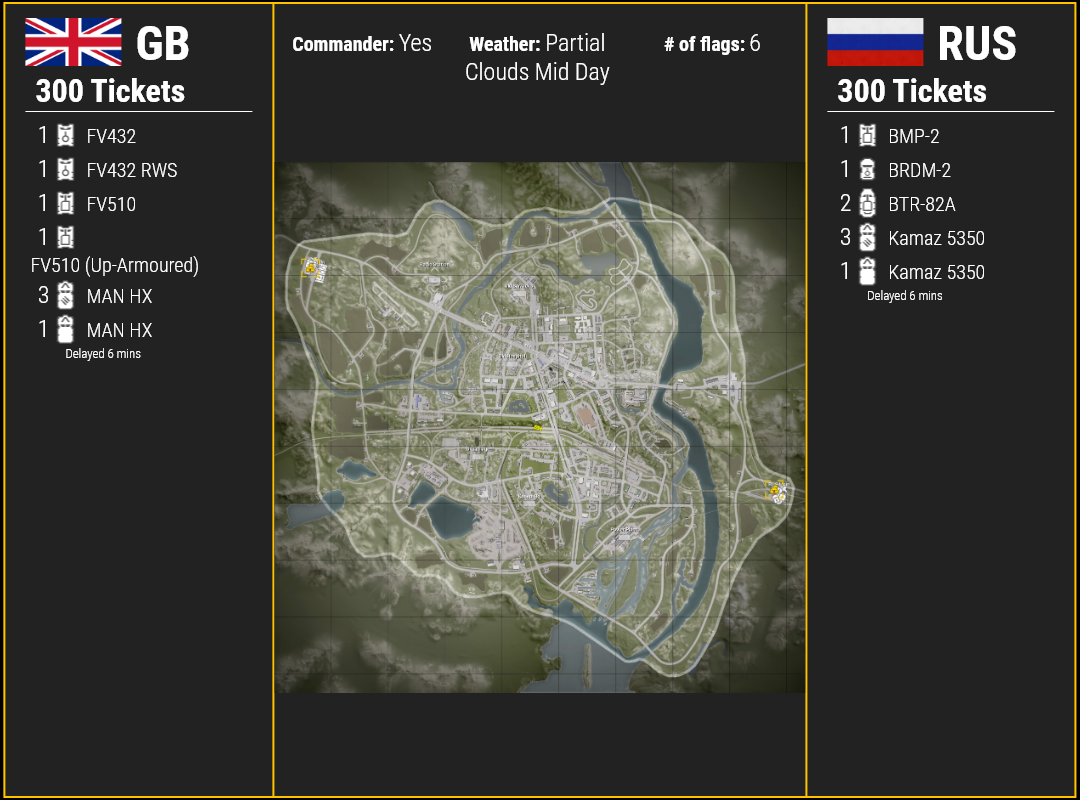 GB
300 Tickets
1 FV432
1 FV432 RWS
1 FV510
1
FV510 (Up-Armoured)
3 MAN HX
1 MAN HX
Delayed 6 mins
Commander: Yes
Weather: Partial
Clouds Mid Day
# of flags: 6
RUS
300 Tickets
1 BMP-2
1 BRDM-2
2 BTR-82A
3 Kamaz 5350
1 Kamaz 5350
Delayed 6 mins